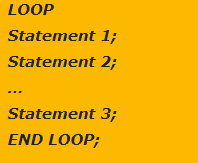 LOOP
Statement 1;
Statement 2;
...
Statement 3;
END LOOP;